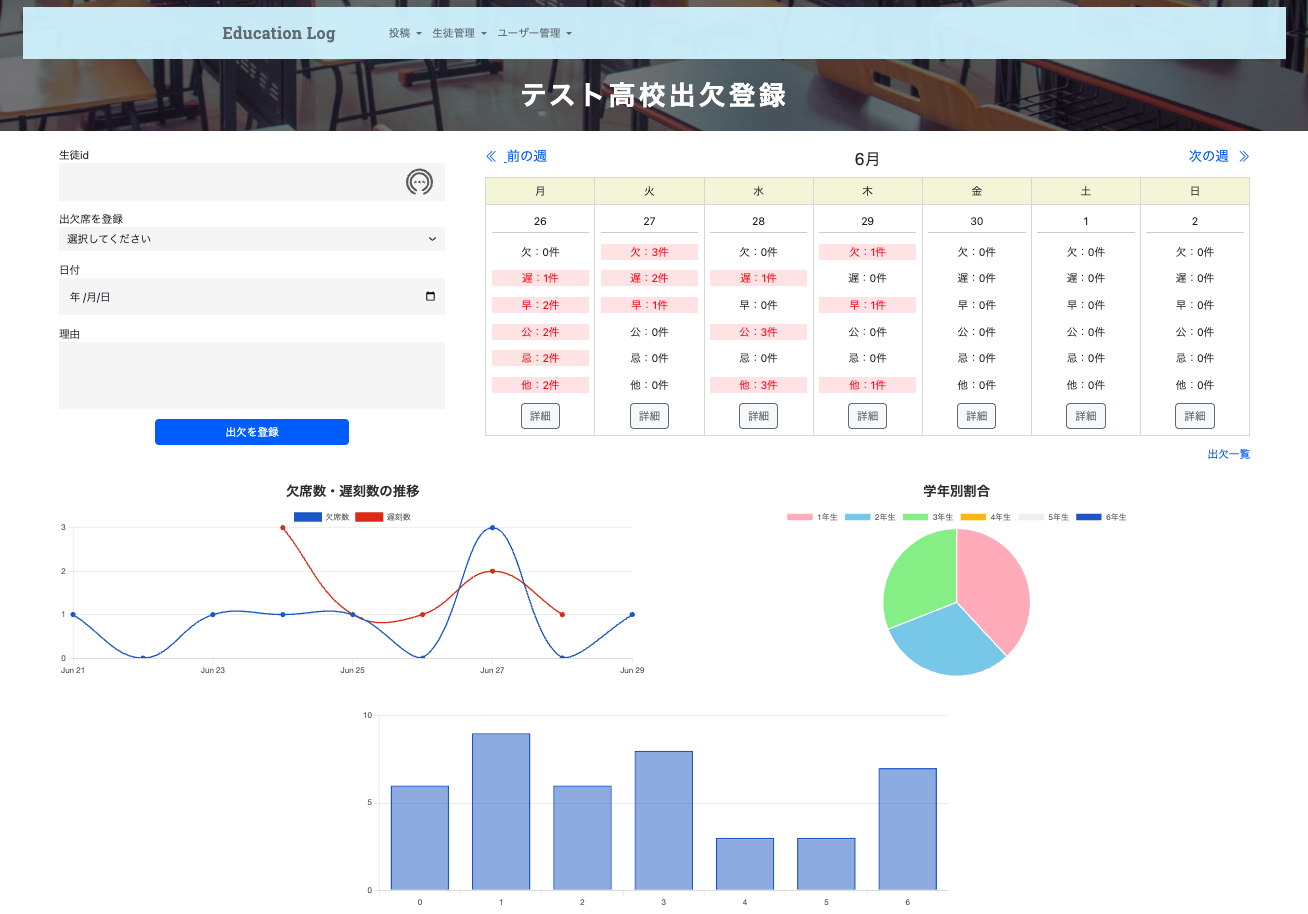 Education Log 投稿 生徒管理 ユーザー管理
テスト高校出欠登録
生徒id
出欠席を登録
選択してください
日付
年 /月/日
理由
出欠を登録
前の週 6月 次の週
月 火 水 木 金 土 日
26 27 28 29 30 1 2
欠：0件 欠：3件 欠：0件 欠：1件 欠：0件 欠：0件 欠：0件
遅：1件 遅：2件 遅：1件 遅：0件 遅：0件 遅：0件 遅：0件
早：2件 早：1件 早：0件 早：1件 早：0件 早：0件 早：0件
公：2件 公：0件 公：3件 公：0件 公：0件 公：0件 公：0件
忌：2件 忌：0件 忌：0件 忌：0件 忌：0件 忌：0件 忌：0件
他：2件 他：0件 他：3件 他：1件 他：0件 他：0件 他：0件
詳細 詳細 詳細 詳細 詳細 詳細 詳細
出欠一覧
欠席数・遅刻数の推移
欠席数 遅刻数
3
2
1
0
Jun 21 Jun 23 Jun 25 Jun 27 Jun 29
学年別割合
1年生 2年生 3年生 4年生 5年生 6年生
10
5
0
0 1 2 3 4 5 6